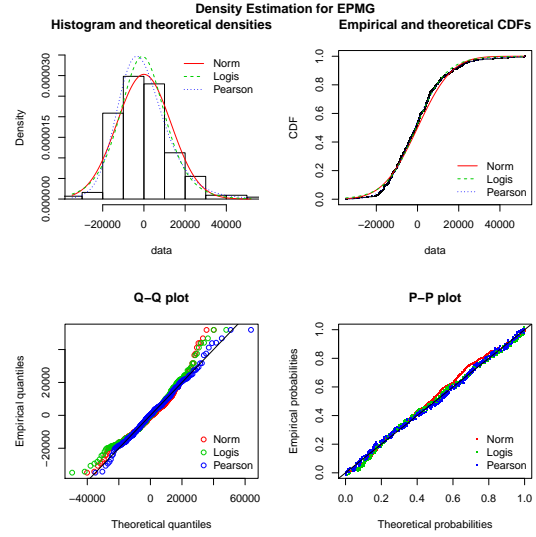 Density Estimation for EPMG
Histogram and theoretical densities
Density
0.000000
0.000015
0.000030
Norm
Logis
Pearson
−20000
0
20000
40000
data
Empirical and theoretical CDFs
CDF
0.0
0.2
0.4
0.6
0.8
1.0
Norm
Logis
Pearson
−20000
0
20000
40000
data
Q−Q plot
Empirical quantiles
−20000
0
20000
Norm
Logis
Pearson
−40000
0
20000
60000
Theoretical quantiles
P−P plot
Empirical probabilities
0.0
0.2
0.4
0.6
0.8
1.0
Norm
Logis
Pearson
0.0
0.2
0.4
0.6
0.8
1.0
Theoretical probabilities